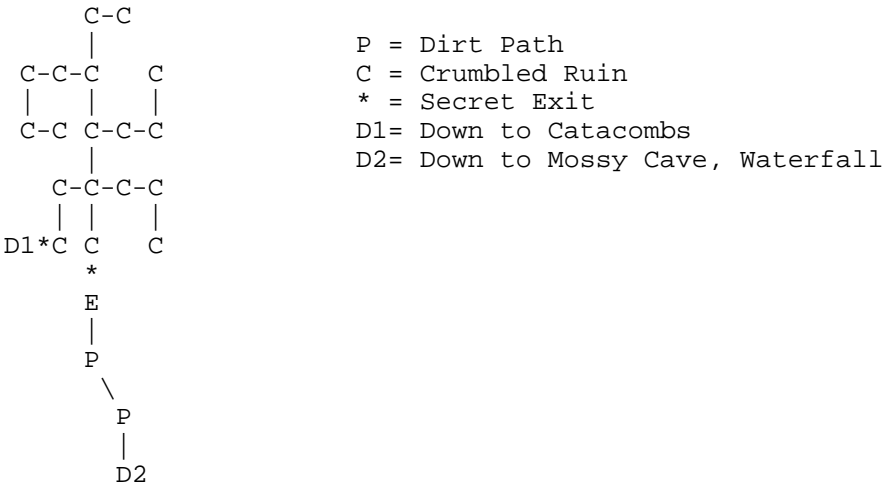 C-C
      |               P = Dirt Path
 C-C-C   C            C = Crumbled Ruin
 |   |   |            * = Secret Exit
 C-C C-C-C            D1= Down to Catacombs
     |                D2= Down to Mossy Cave, Waterfall
   C-C-C-C
   | |   |
D1*C C   C
     *
     E
     |
     P
      \
       P
       |
       D2